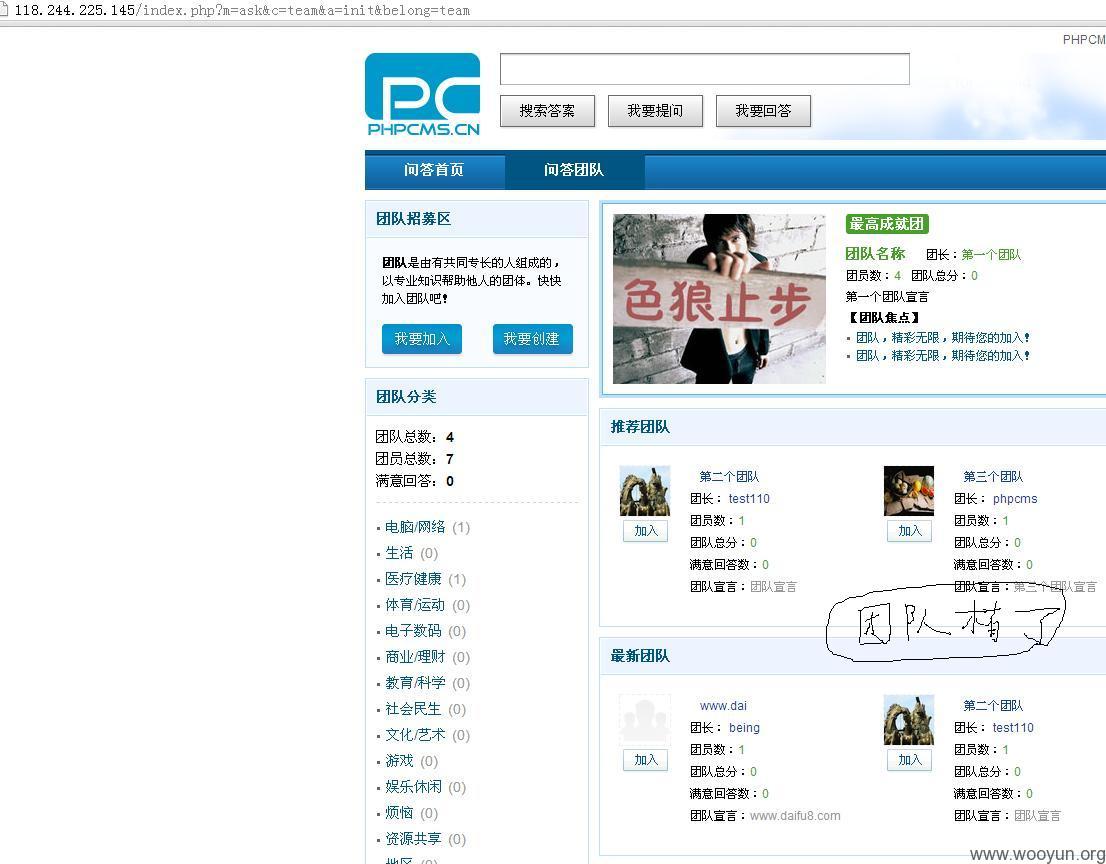 118.244.225.145/index.php?m=ask&c=team&a=init&belong=team
PHPCM
PC
PHPCMS.CN
搜索答案 我要提问 我要回答
问答首页 问答团队
团队招募区
团队是由有共同专长的人组成的，
以专业知识帮助他人的团体。快快
加入团队吧！
我要加入 我要创建
团队分类
团队总数：4
团员总数：7
满意回答：0
电脑/网络 (1)
生活 (0)
医疗健康 (1)
体育/运动 (0)
电子数码 (0)
商业/理财 (0)
教育/科学 (0)
社会民生 (0)
文化/艺术 (0)
游戏 (0)
娱乐休闲 (0)
烦恼 (0)
资源共享 (0)
地区 (0)
色狼止步
最高成就团
团队名称 团长：第一个团队
团员数：4 团队总分：0
第一个团队宣言
【团队焦点】
团队，精彩无限，期待您的加入！
团队，精彩无限，期待您的加入！
推荐团队
第二个团队
团长： test110
团员数：1
加入
团队总分：0
满意回答数：0
团队宣言：团队宣言
第三个团队
团长： phpcms
团员数：1
加入
团队总分：0
满意回答数：0
团队宣言：第三个团队宣言
最新团队
www.dai
团长： being
团员数：1
加入
团队总分：0
满意回答数：0
团队宣言：www.daifu8.com
第二个团队
团长： test110
团员数：1
加入
团队总分：0
满意回答数：0
团队宣言：团队宣言
团队
了
www.wooyun.org